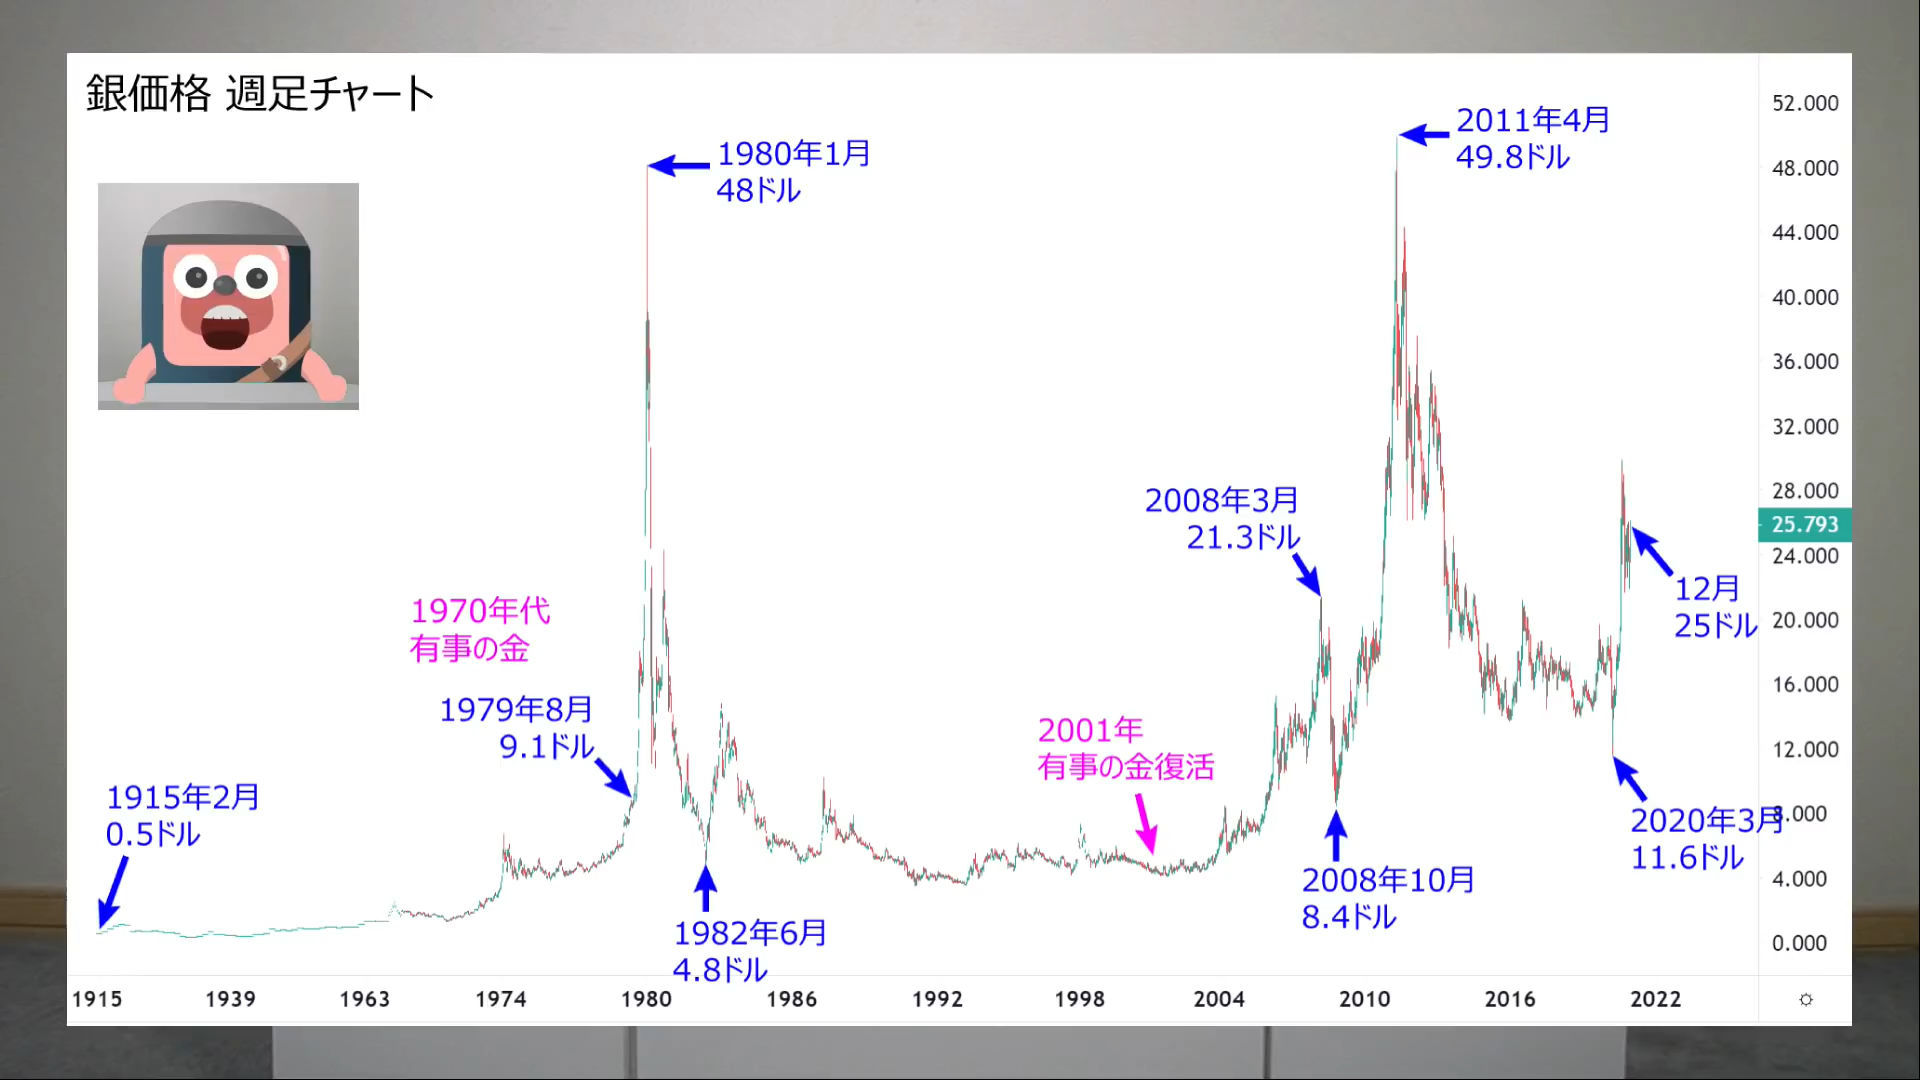 銀価格 週足チャート
1980年1月
48ドル
2011年4月
49.8ドル
2008年3月
21.3ドル
1970年代
有事の金
1979年8月
9.1ドル
1915年2月
0.5ドル
2001年
有事の金復活
12月
25ドル
2020年3月
11.6ドル
2008年10月
8.4ドル
1982年6月
4.8ドル
52.000
48.000
44.000
40.000
36.000
32.000
28.000
25.793
24.000
20.000
16.000
12.000
8.000
4.000
0.000
1915 1939 1963 1974 1980 1986 1992 1998 2004 2010 2016 2022